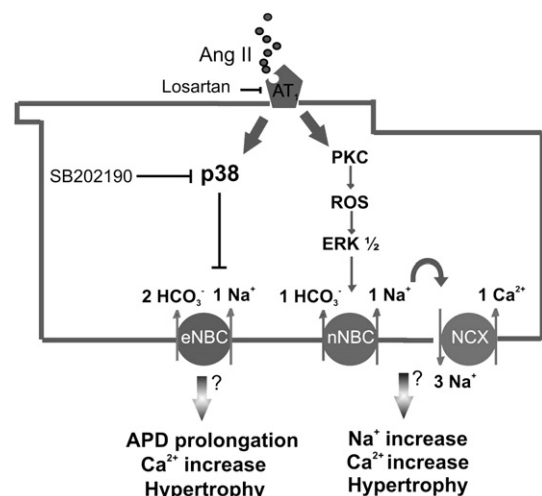 Ang II
Losartan
AT₁
PKC
SB202190
p38
ROS
ERK ½
2 HCO₃⁻ 1 Na⁺ 1 HCO₃⁻ 1 Na⁺ 1 Ca²⁺
eNBC nNBC NCX
? ? 3 Na⁺
APD prolongation
Ca²⁺ increase
Hypertrophy
Na⁺ increase
Ca²⁺ increase
Hypertrophy